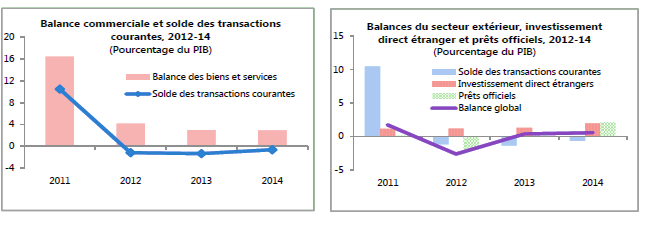 Balance commerciale et solde des transactions
courantes, 2012-14
(Pourcentage du PIB)
20
16
12
8
4
0
-4
Balance des biens et services
Solde des transactions courantes
2011 2012 2013 2014
Balances du secteur extérieur, investissement
direct étranger et prêts officiels, 2012-14
(Pourcentage du PIB)
15
10
5
0
-5
Solde des transactions courantes
Investissement direct étrangers
Prêts officiels
Balance global
2011 2012 2013 2014